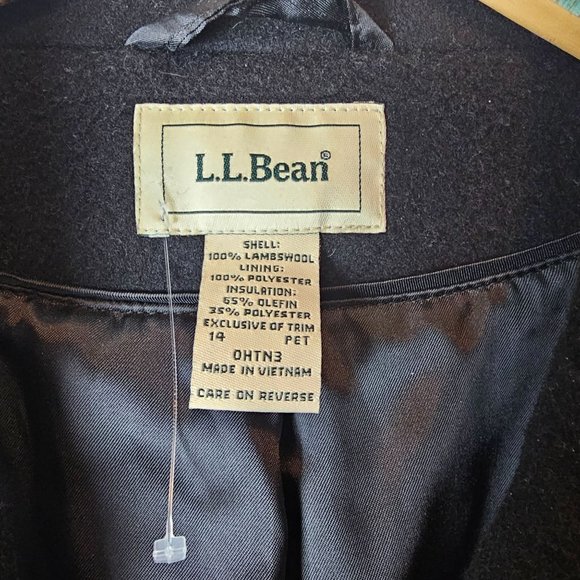 L.L.Bean®
SHELL:
100% LAMBSWOOL
LINING:
100% POLYESTER
INSULATION:
65% OLEFIN
35% POLYESTER
EXCLUSIVE OF TRIM
14 PET
0HTN3
MADE IN VIETNAM
CARE ON REVERSE